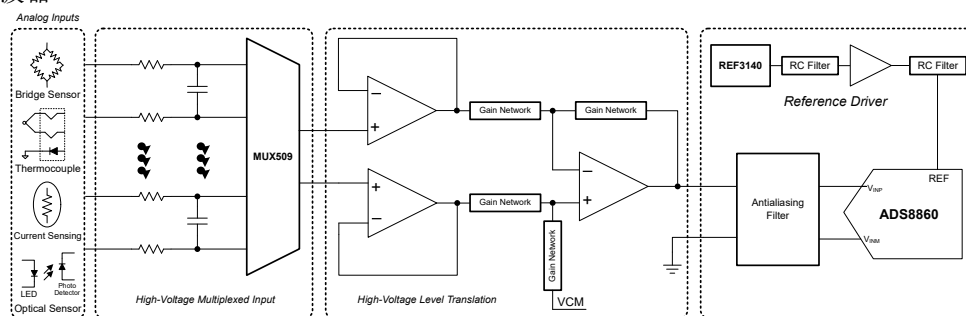 Analog Inputs
Bridge Sensor
Thermocouple
Current Sensing
LED
Photo
Detector
Optical Sensor
MUX509
High-Voltage Multiplexed Input
Gain Network
Gain Network
Gain Network
Gain Network
VCM
High-Voltage Level Translation
REF3140
RC Filter
RC Filter
Reference Driver
Antialiasing
Filter
VINP
REF
ADS8860
VINM